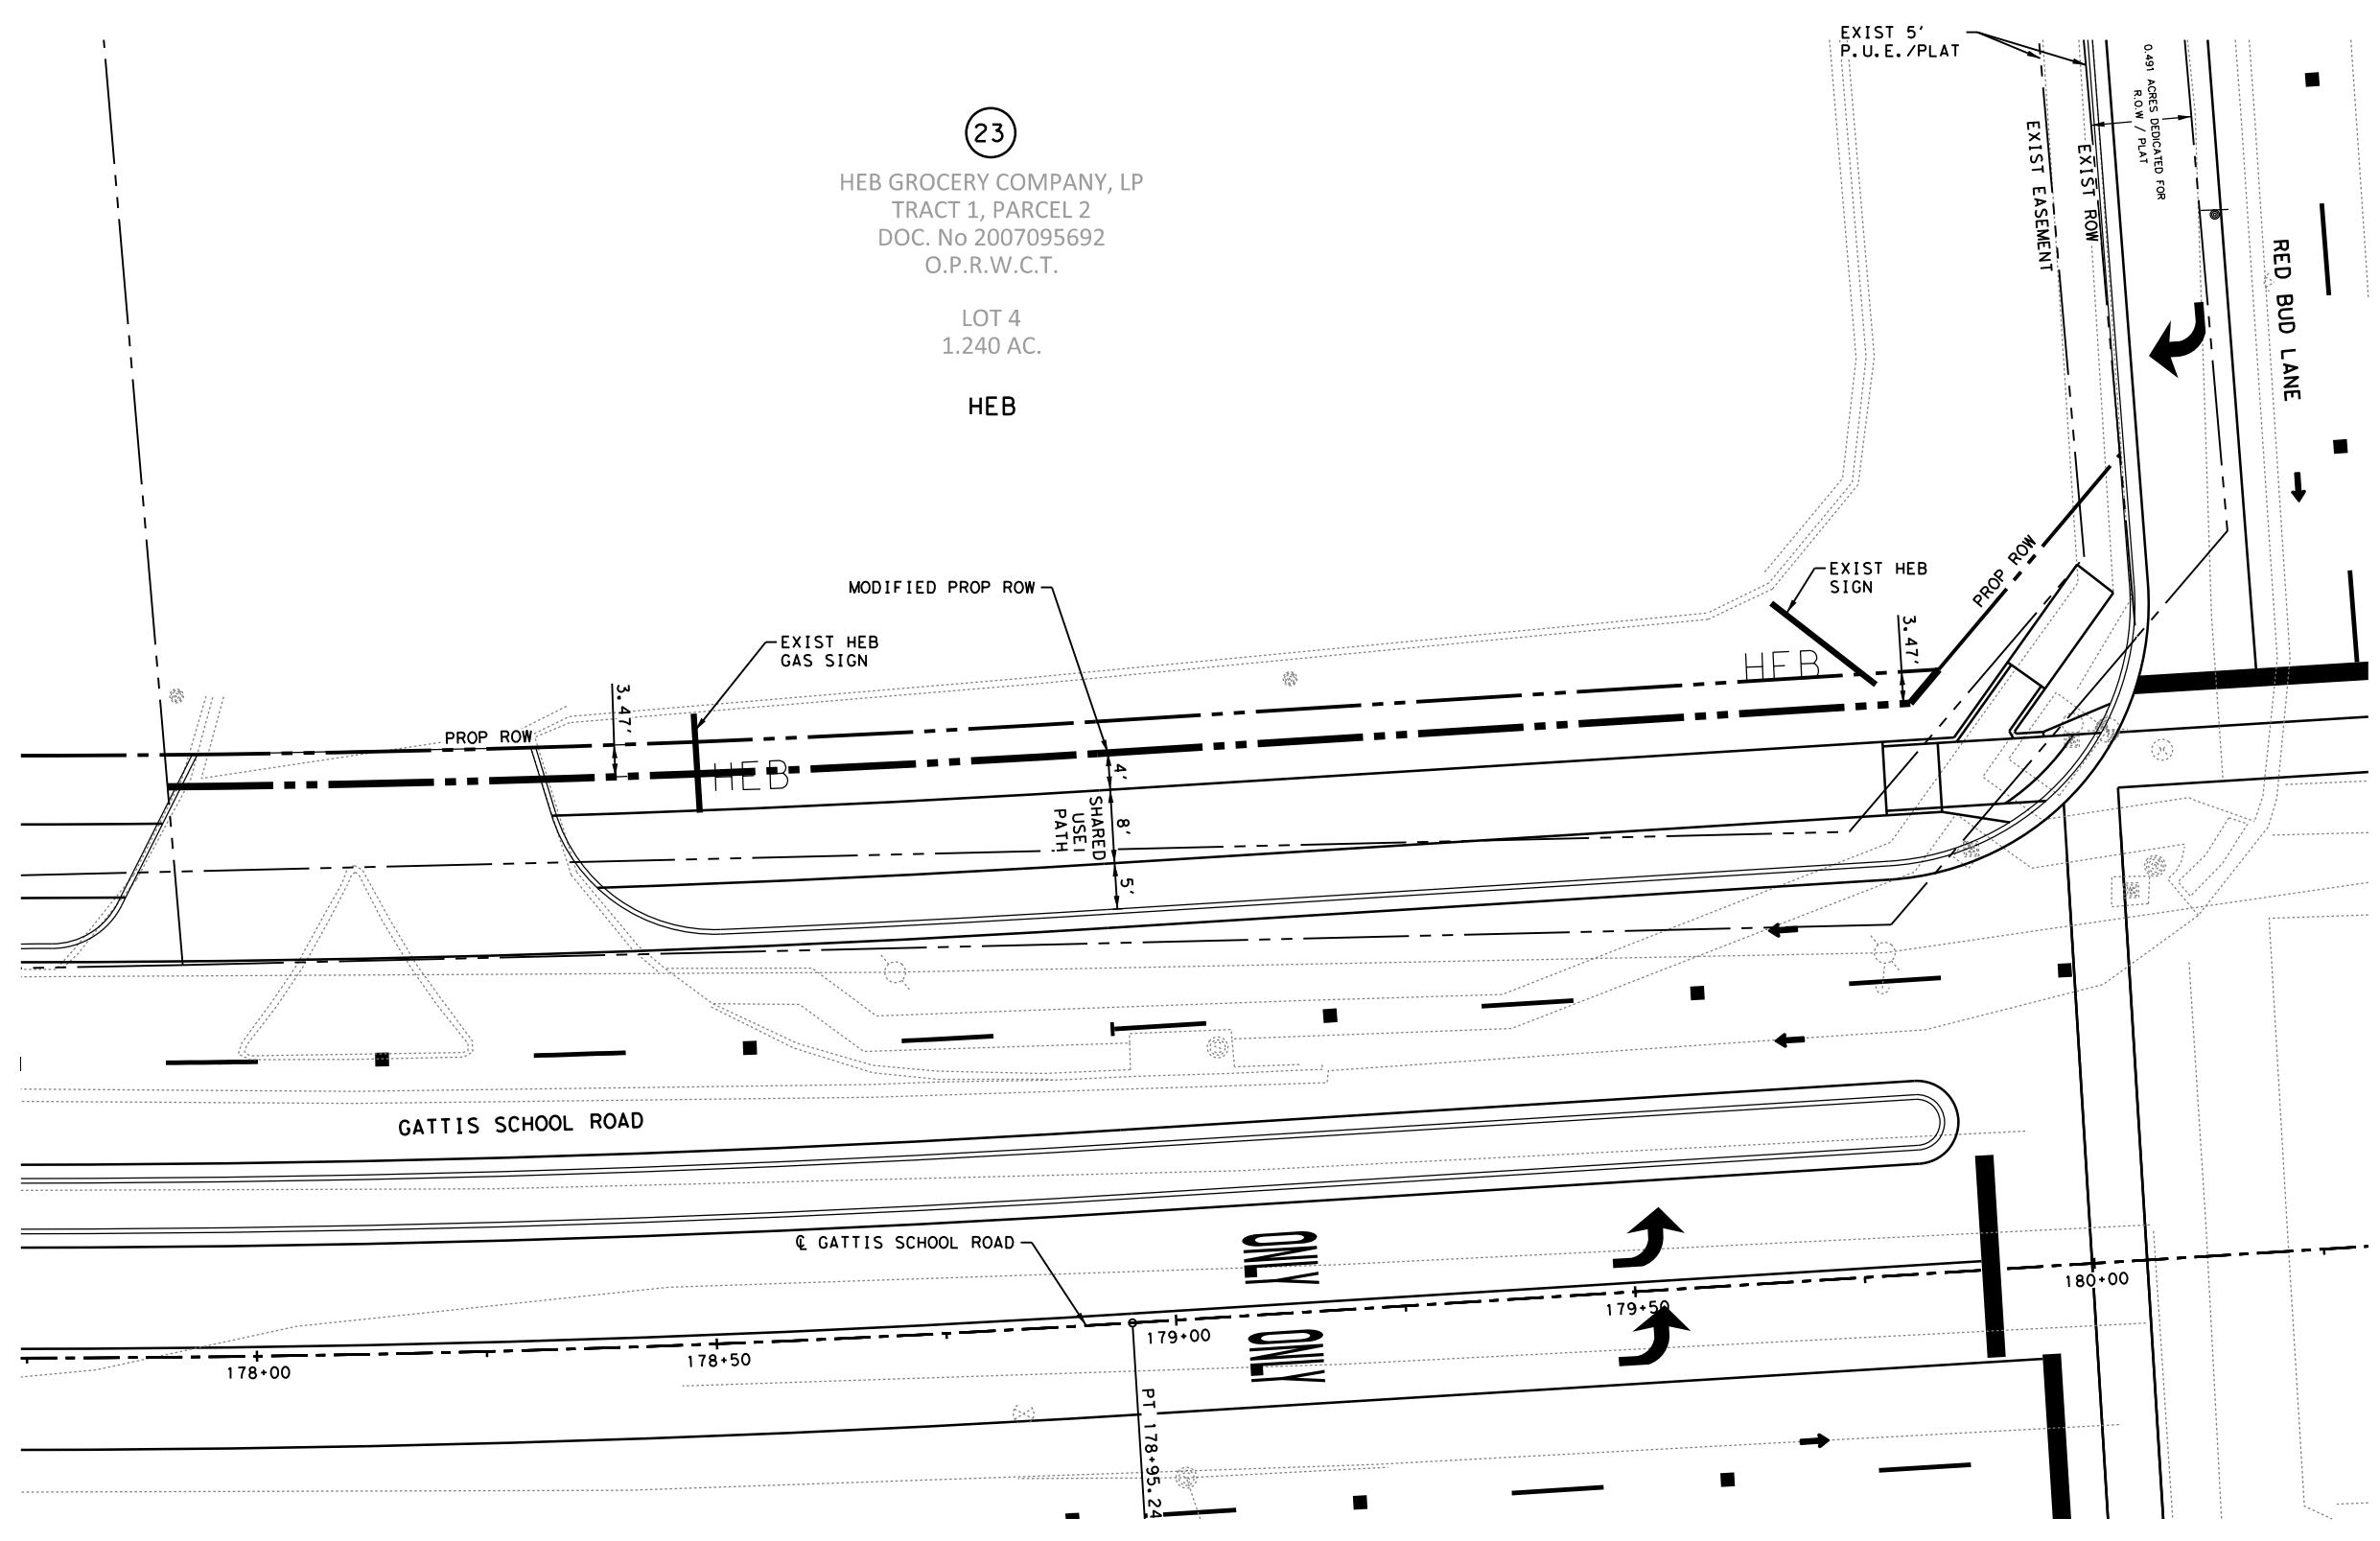 EXIST 5'
P.U.E./PLAT
0.491 ACRES DEDICATED FOR
R.O.W / PLAT
23
HEB GROCERY COMPANY, LP
TRACT 1, PARCEL 2
DOC. No 2007095692
O.P.R.W.C.T.
LOT 4
1.240 AC.
HEB
EXIST EASEMENT
EXIST ROW
RED BUD LANE
MODIFIED PROP ROW
EXIST HEB
SIGN
PROP ROW
EXIST HEB
GAS SIGN
3.47'
HEB
3.47'
PROP ROW
HEB
4'
SHARED
USE
PATH
8'
5'
GATTIS SCHOOL ROAD
℄ GATTIS SCHOOL ROAD
ONLY
ONLY
178+00
178+50
179+00
179+50
180+00
PT 178+95.24